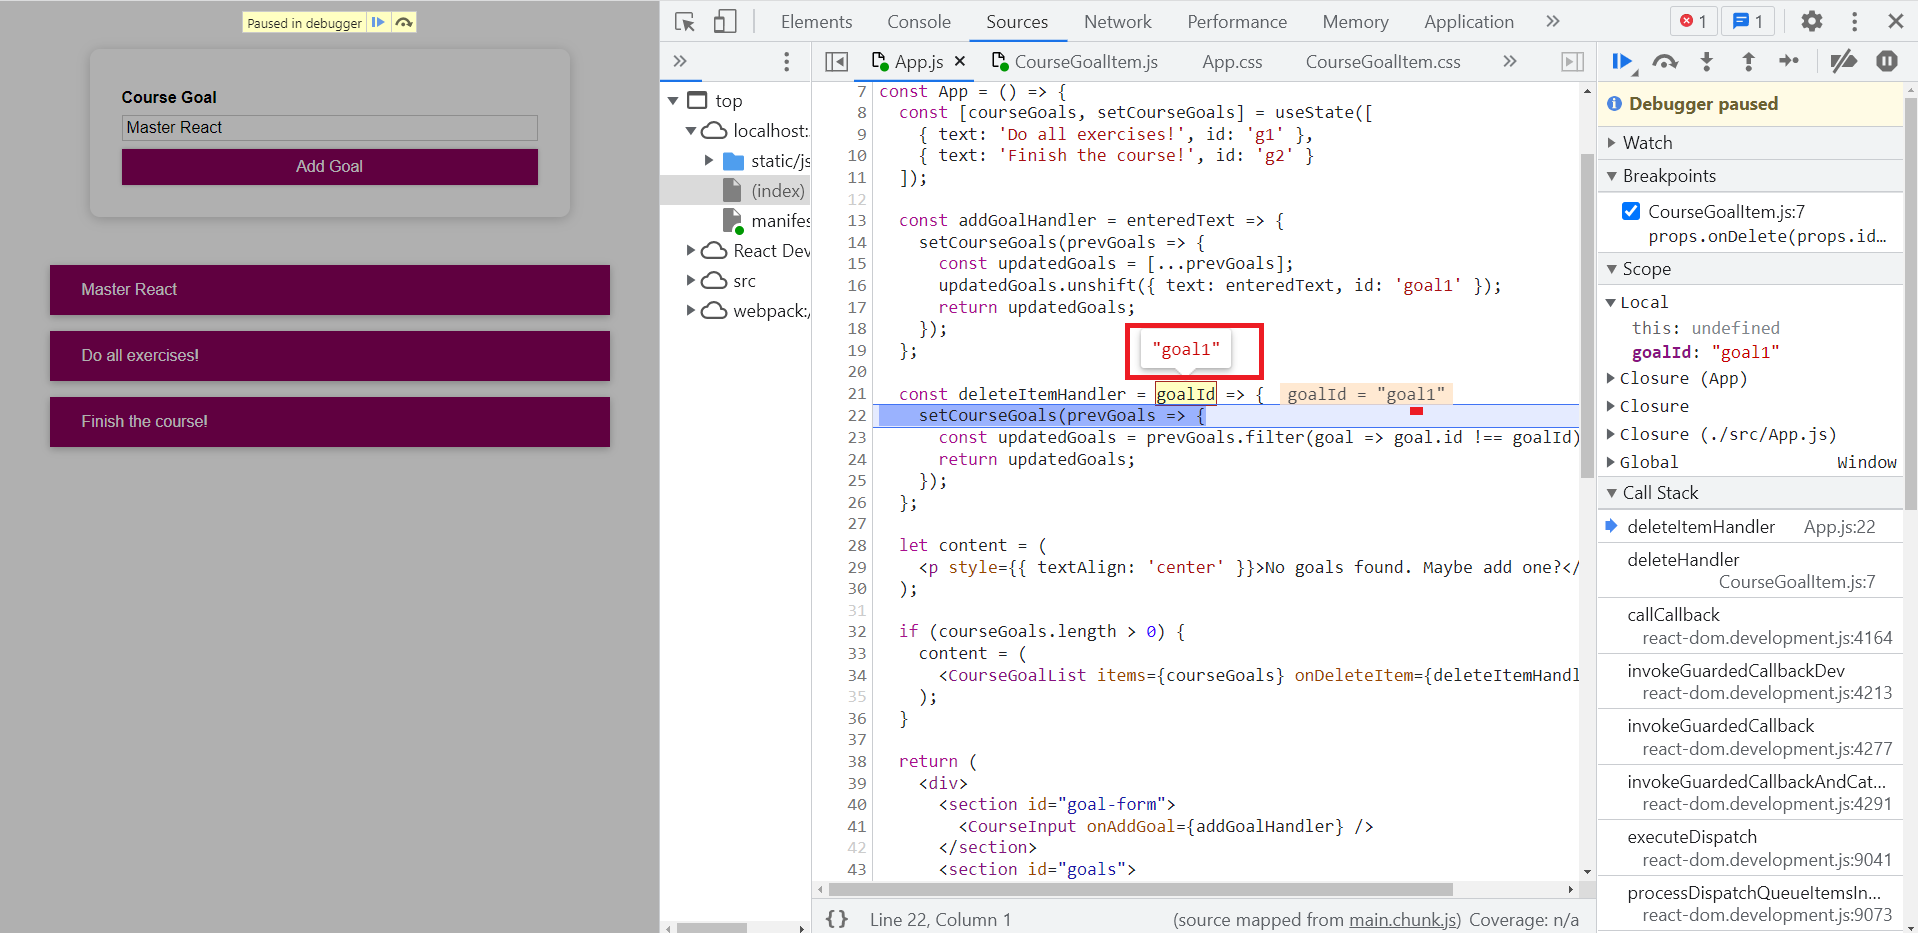 Paused in debugger
Course Goal
Master React
Add Goal
Master React
Do all exercises!
Finish the course!
Elements Console Sources Network Performance Memory Application » 1 1
» App.js × CourseGoalItem.js App.css CourseGoalItem.css »
top
localhost:
static/js
(index)
manifes
React Dev
src
webpack:/
7 const App = () => {
8 const [courseGoals, setCourseGoals] = useState([
9 { text: 'Do all exercises!', id: 'g1' },
10 { text: 'Finish the course!', id: 'g2' }
11 ]);
12
13 const addGoalHandler = enteredText => {
14 setCourseGoals(prevGoals => {
15 const updatedGoals = [...prevGoals];
16 updatedGoals.unshift({ text: enteredText, id: 'goal1' });
17 return updatedGoals;
18 });
19 };
"goal1"
20
21 const deleteItemHandler = goalId => { goalId = "goal1"
22 setCourseGoals(prevGoals => {
23 const updatedGoals = prevGoals.filter(goal => goal.id !== goalId)
24 return updatedGoals;
25 });
26 };
27
28 let content = (
29 <p style={{ textAlign: 'center' }}>No goals found. Maybe add one?</
30 );
31
32 if (courseGoals.length > 0) {
33 content = (
34 <CourseGoalList items={courseGoals} onDeleteItem={deleteItemHandl
35 );
36 }
37
38 return (
39 <div>
40 <section id="goal-form">
41 <CourseInput onAddGoal={addGoalHandler} />
42 </section>
43 <section id="goals">
{} Line 22, Column 1 (source mapped from main.chunk.js) Coverage: n/a
Debugger paused
Watch
Breakpoints
CourseGoalItem.js:7
props.onDelete(props.id…
Scope
Local
this: undefined
goalId: "goal1"
Closure (App)
Closure
Closure (./src/App.js)
Global Window
Call Stack
deleteItemHandler App.js:22
deleteHandler
CourseGoalItem.js:7
callCallback
react-dom.development.js:4164
invokeGuardedCallbackDev
react-dom.development.js:4213
invokeGuardedCallback
react-dom.development.js:4277
invokeGuardedCallbackAndCat…
react-dom.development.js:4291
executeDispatch
react-dom.development.js:9041
processDispatchQueueItemsIn…
react-dom.development.js:9073